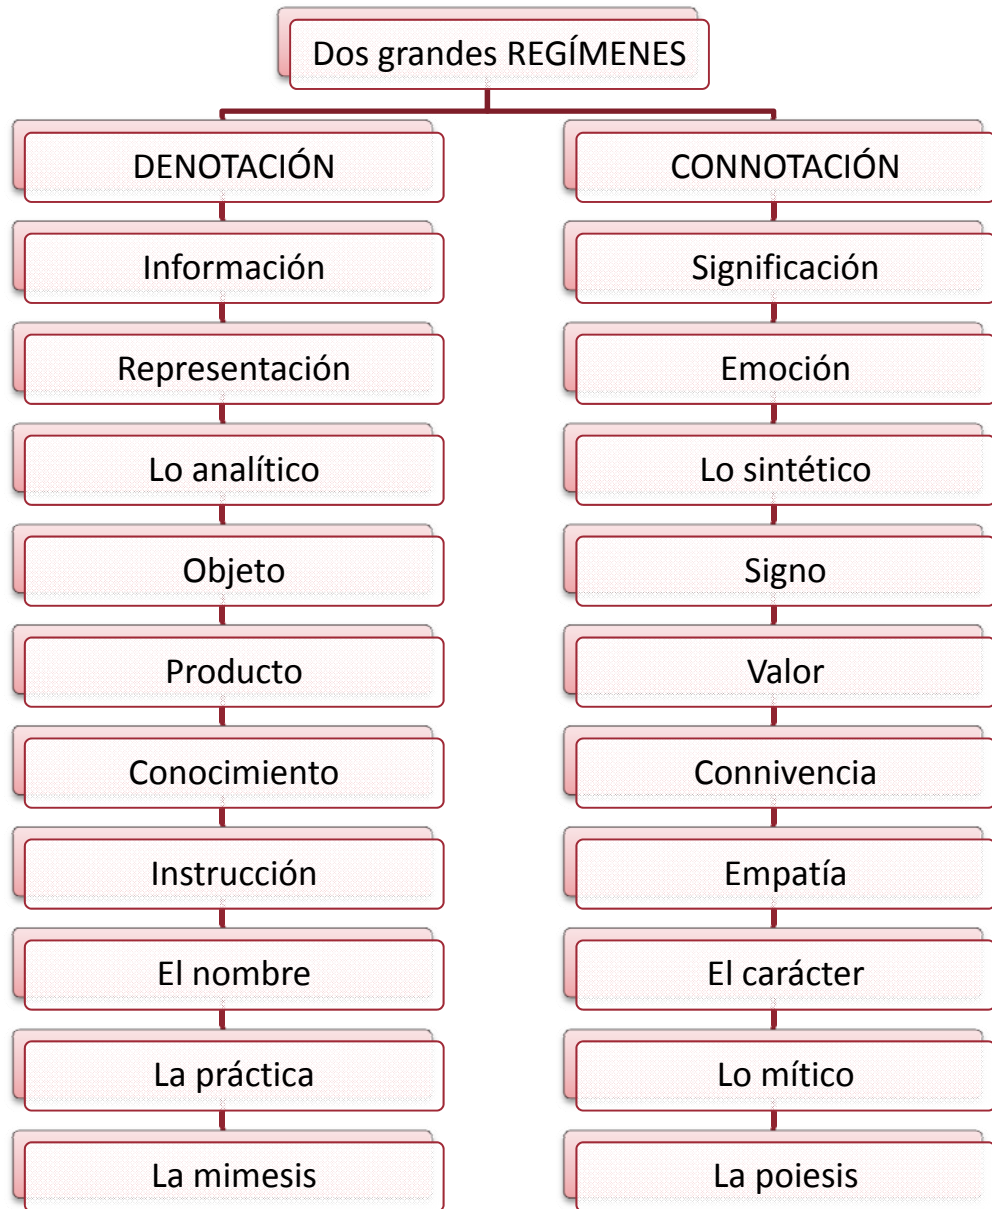 Dos grandes REGÍMENES
DENOTACIÓN
Información
Representación
Lo analítico
Objeto
Producto
Conocimiento
Instrucción
El nombre
La práctica
La mimesis
CONNOTACIÓN
Significación
Emoción
Lo sintético
Signo
Valor
Connivencia
Empatía
El carácter
Lo mítico
La poiesis